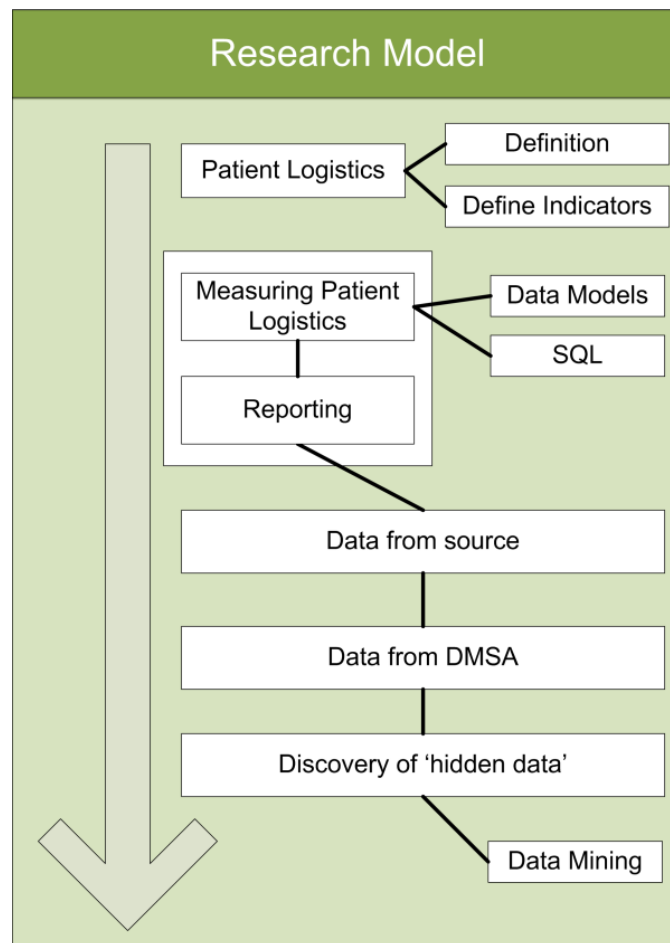 Research Model
Patient Logistics
Definition
Define Indicators
Measuring Patient
Logistics
Data Models
SQL
Reporting
Data from source
Data from DMSA
Discovery of ‘hidden data’
Data Mining